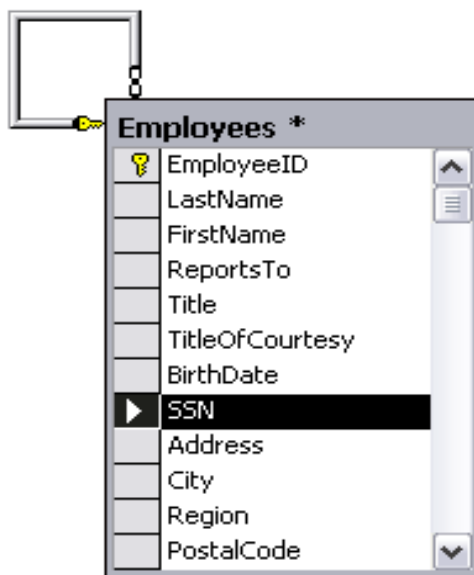 Employees *
EmployeeID
LastName
FirstName
ReportsTo
Title
TitleOfCourtesy
BirthDate
SSN
Address
City
Region
PostalCode